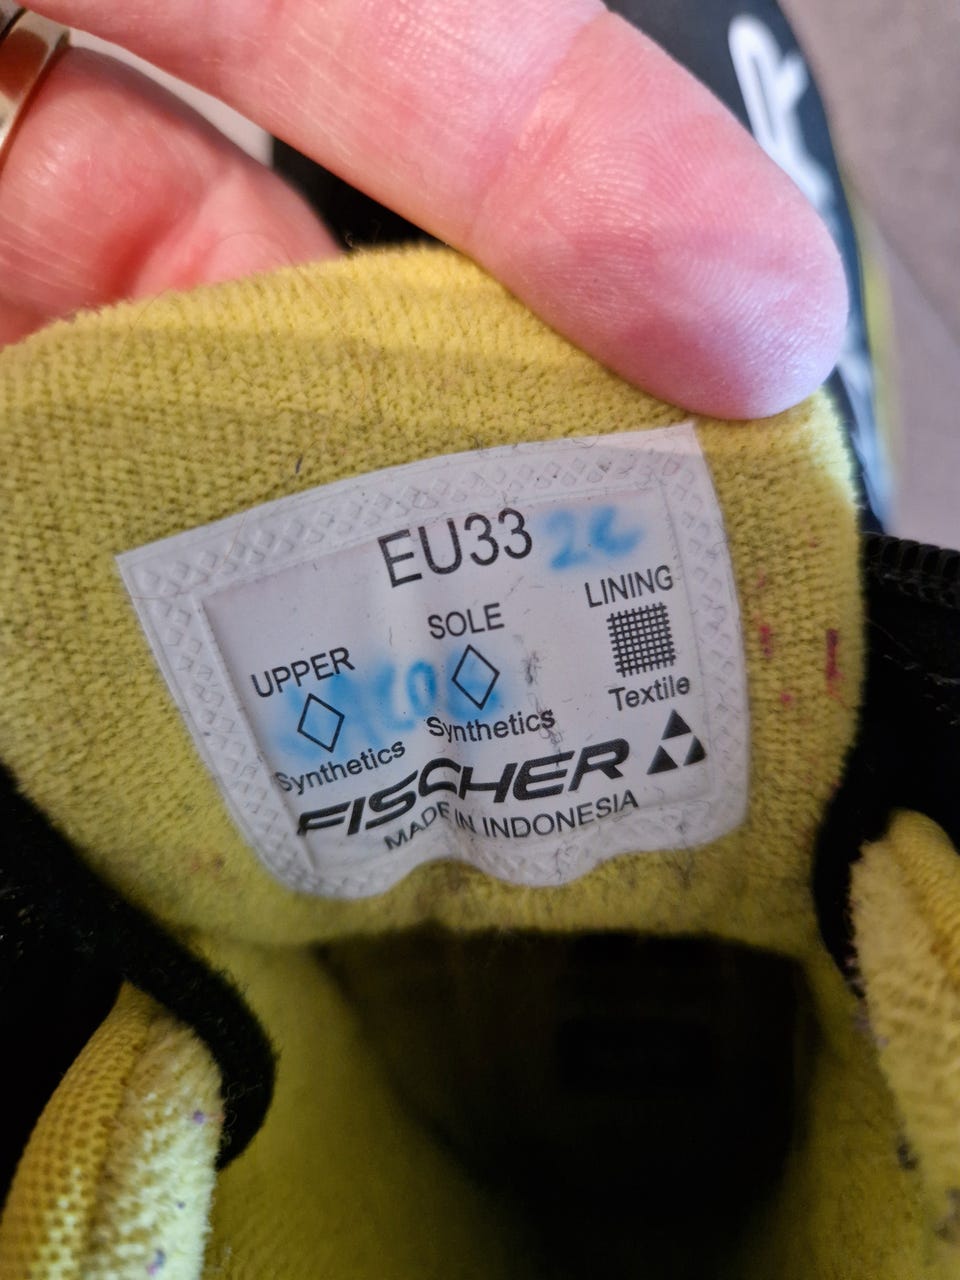 EU33
UPPER
Synthetics
SOLE
Synthetics
LINING
Textile
FISCHER
MADE IN INDONESIA